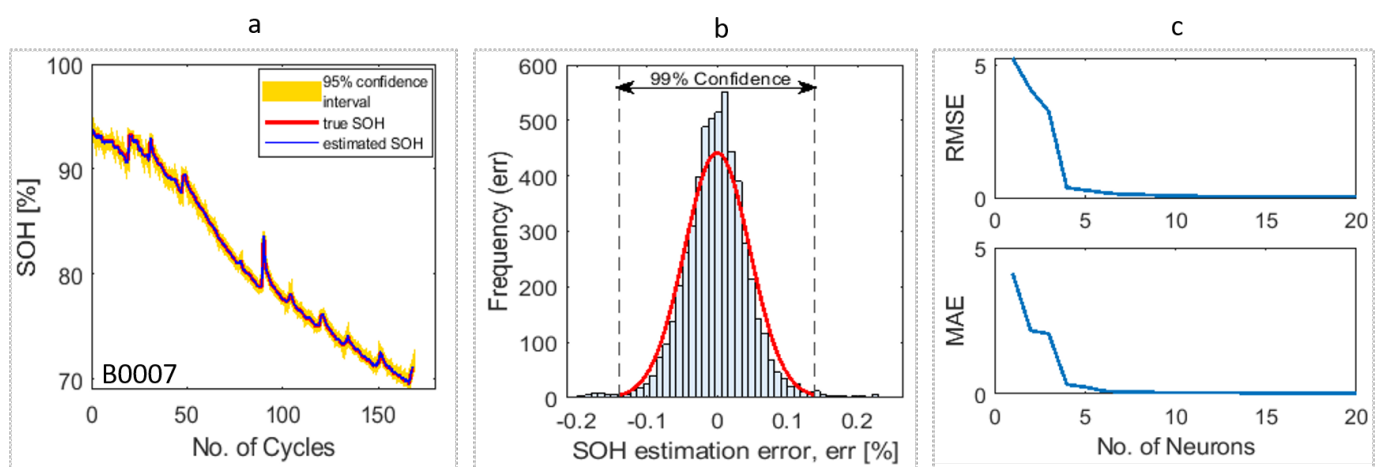 a
b
c
100
90
80
70
SOH [%]
95% confidence
interval
true SOH
estimated SOH
B0007
0
50
100
150
No. of Cycles
600
500
400
300
200
100
0
Frequency (err)
99% Confidence
-0.2
-0.1
0
0.1
0.2
SOH estimation error, err [%]
5
0
RMSE
0
5
10
15
20
5
0
MAE
0
5
10
15
20
No. of Neurons